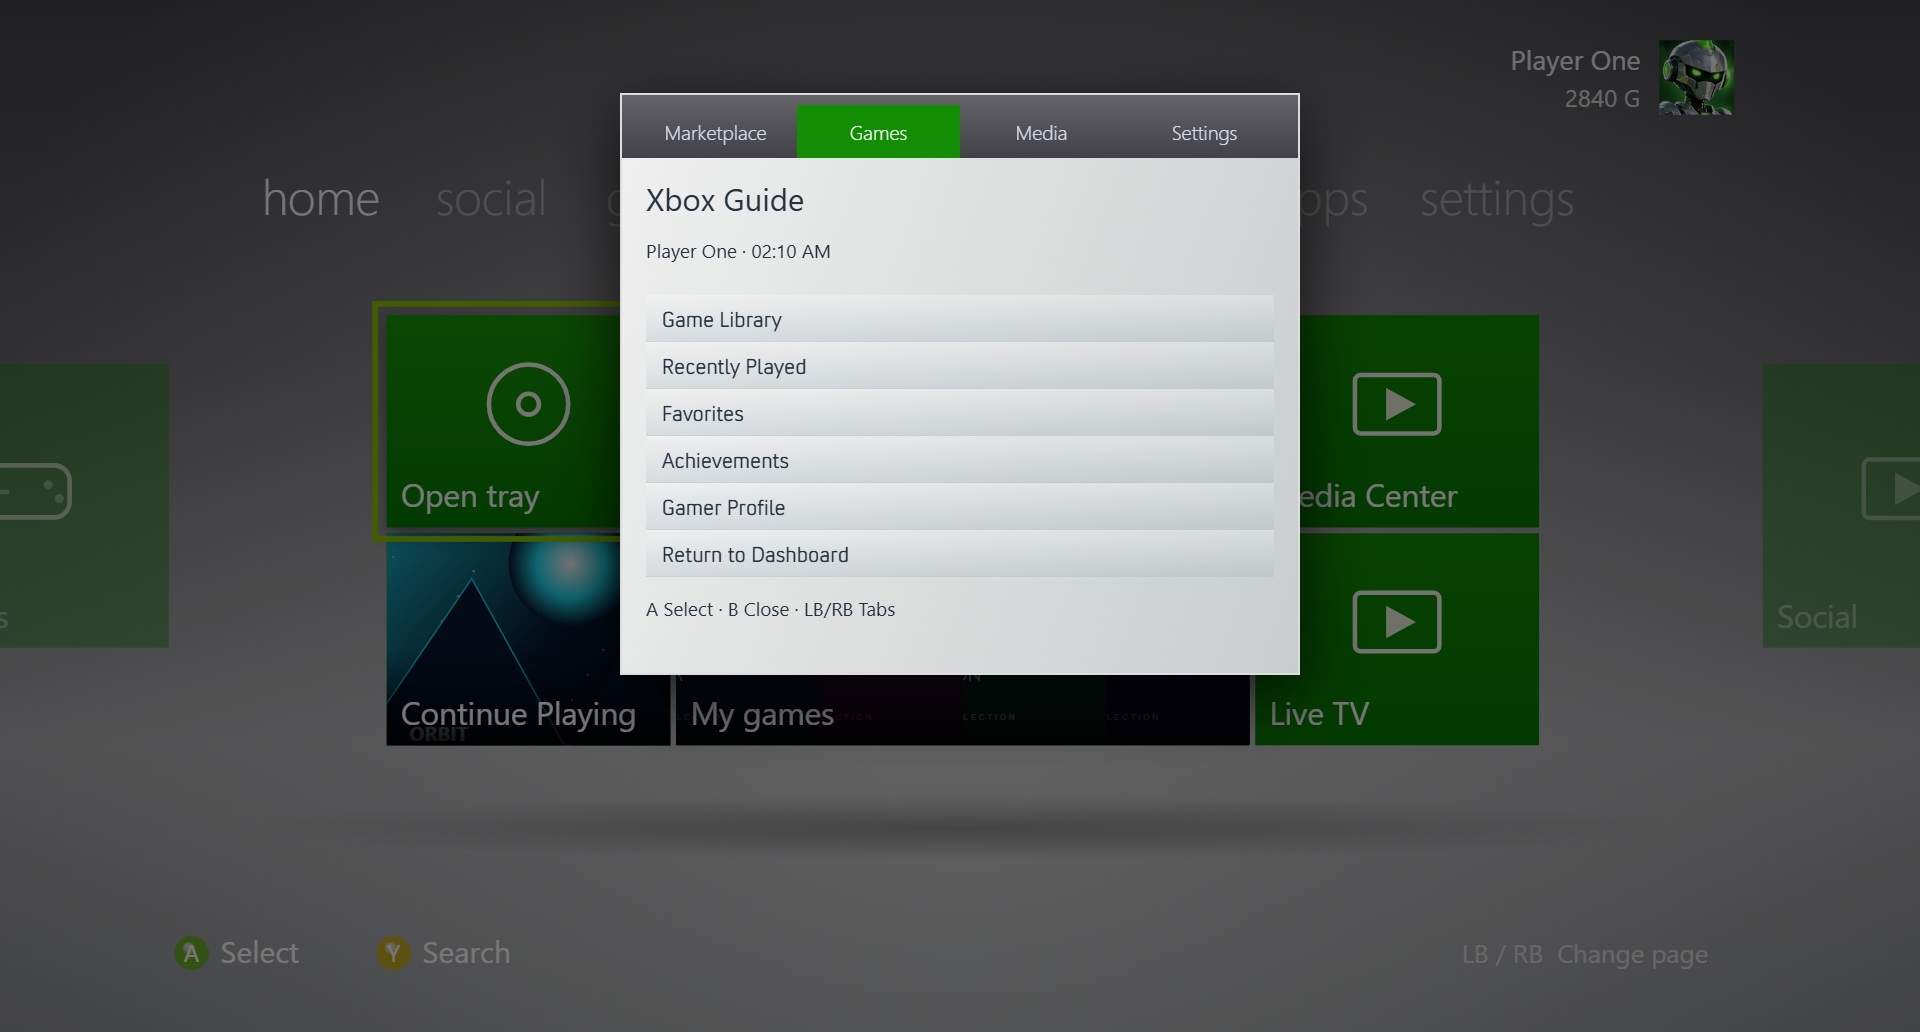 Player One
2840 G
Marketplace Games Media Settings
home social settings
Xbox Guide
Player One · 02:10 AM
Game Library
Recently Played
Favorites
Achievements
Gamer Profile
Return to Dashboard
A Select · B Close · LB/RB Tabs
Open tray
Center
Social
Continue Playing
ORBIT
My games
Live TV
A Select
Y Search
LB / RB Change page